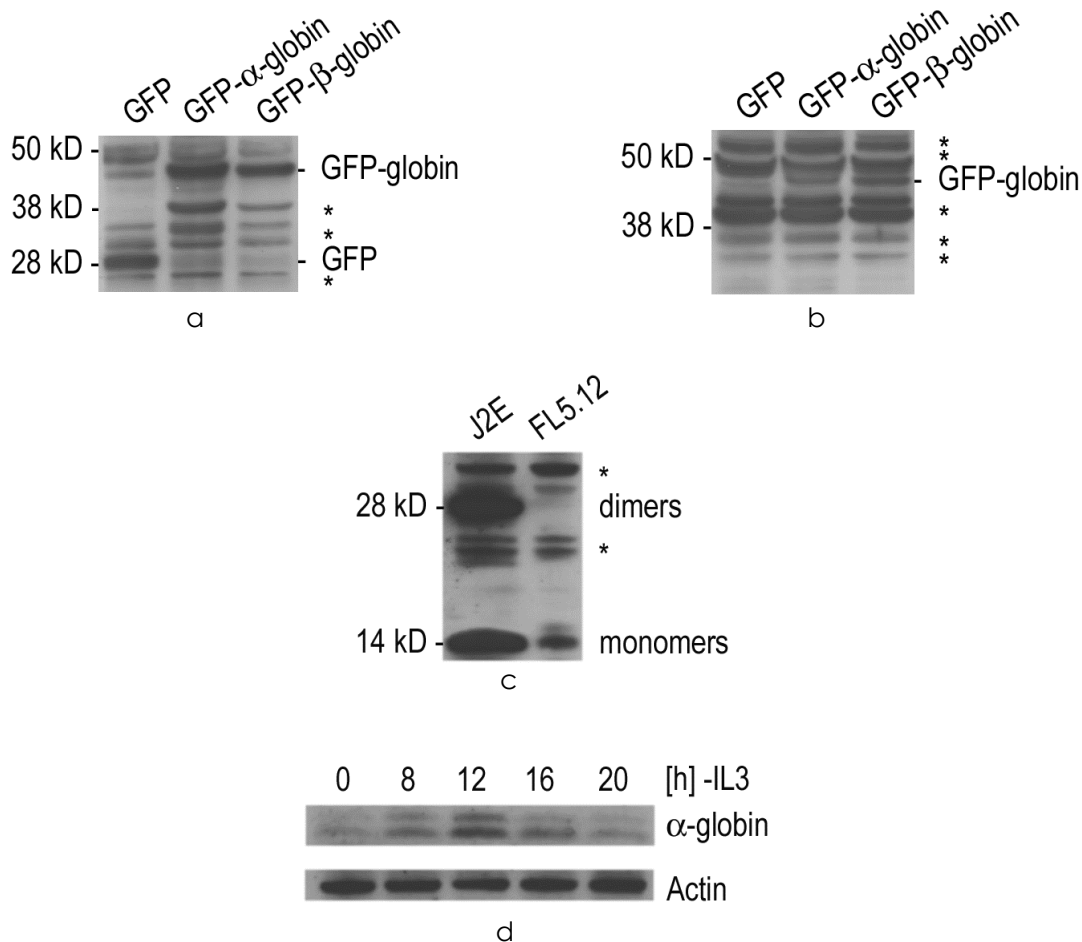 GFP GFP-α-globin GFP-β-globin
50 kD
GFP-globin
38 kD
*
*
28 kD
GFP
*
a
GFP GFP-α-globin GFP-β-globin
*
50 kD
*
GFP-globin
*
38 kD
*
*
b
J2E FL5.12
*
28 kD
dimers
*
14 kD
monomers
c
0 8 12 16 20 [h] -IL3
α-globin
Actin
d